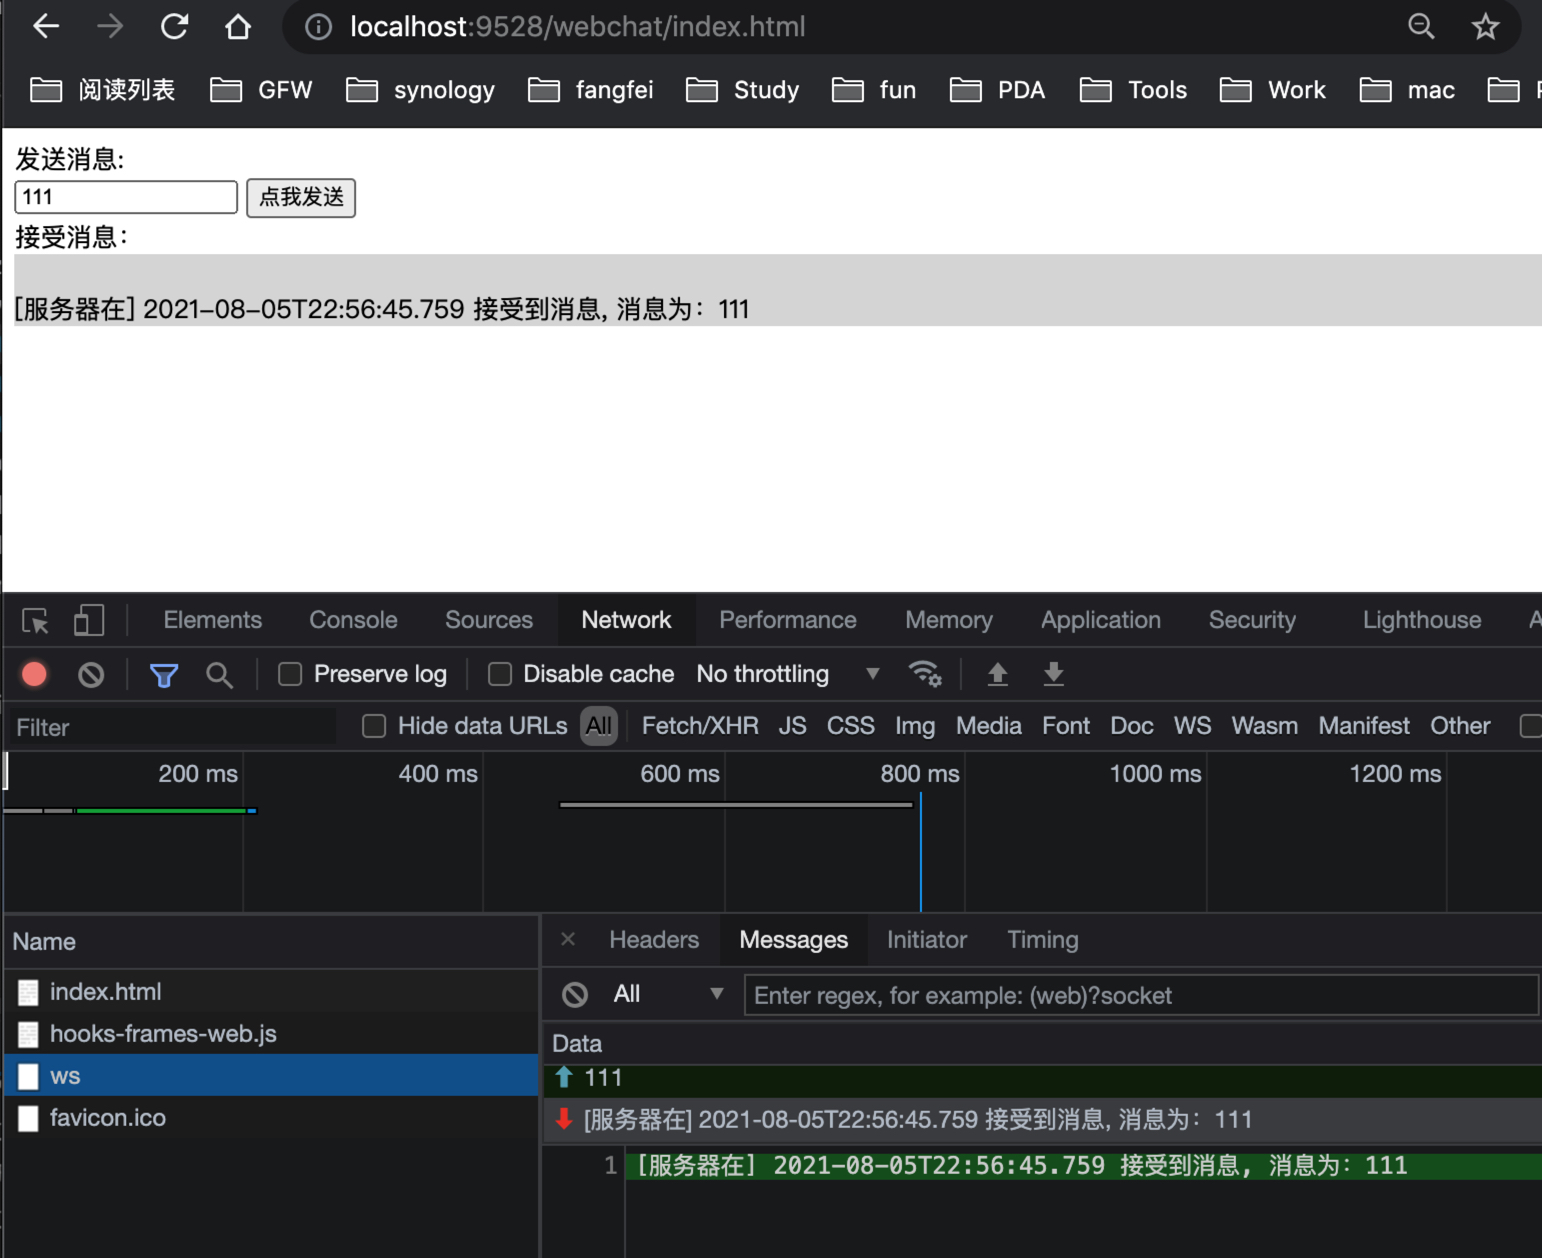 localhost:9528/webchat/index.html
阅读列表 GFW synology fangfei Study fun PDA Tools Work mac
发送消息:
111 点我发送
接受消息：
[服务器在] 2021-08-05T22:56:45.759 接受到消息, 消息为：111
Elements Console Sources Network Performance Memory Application Security Lighthouse
Preserve log Disable cache No throttling
Filter Hide data URLs All Fetch/XHR JS CSS Img Media Font Doc WS Wasm Manifest Other
200 ms 400 ms 600 ms 800 ms 1000 ms 1200 ms
Name
index.html
hooks-frames-web.js
ws
favicon.ico
Headers Messages Initiator Timing
All Enter regex, for example: (web)?socket
Data
111
[服务器在] 2021-08-05T22:56:45.759 接受到消息, 消息为：111
1 [服务器在] 2021-08-05T22:56:45.759 接受到消息, 消息为：111